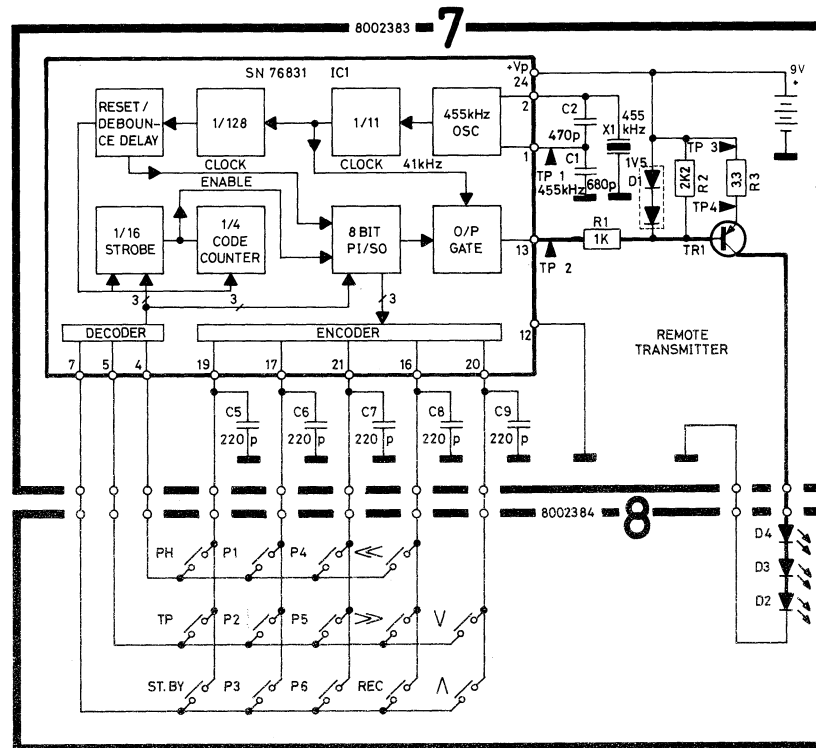 8002383 7
SN 76831 IC1
+Vp
24
9V
+
RESET/
DEBOUN-
CE DELAY
1/128
1/11
455kHz
OSC
2
1
C2
470p
C1
680p
X1
455
kHz
TP 1
455kHz
1V5
D1
2K2
R2
TP 3
3,3
R3
TP4
CLOCK
CLOCK 41kHz
ENABLE
1/16
STROBE
1/4
CODE
COUNTER
8 BIT
PI/SO
O/P
GATE
13
TP 2
R1
1K
TR1
3
3
3
DECODER
ENCODER
12
REMOTE
TRANSMITTER
7
5
4
19
17
21
16
20
C5
220p
C6
220p
C7
220p
C8
220p
C9
220p
8002384 8
PH
P1
P4
<<
TP
P2
P5
>>
V
ST.BY
P3
P6
REC
Λ
D4
D3
D2